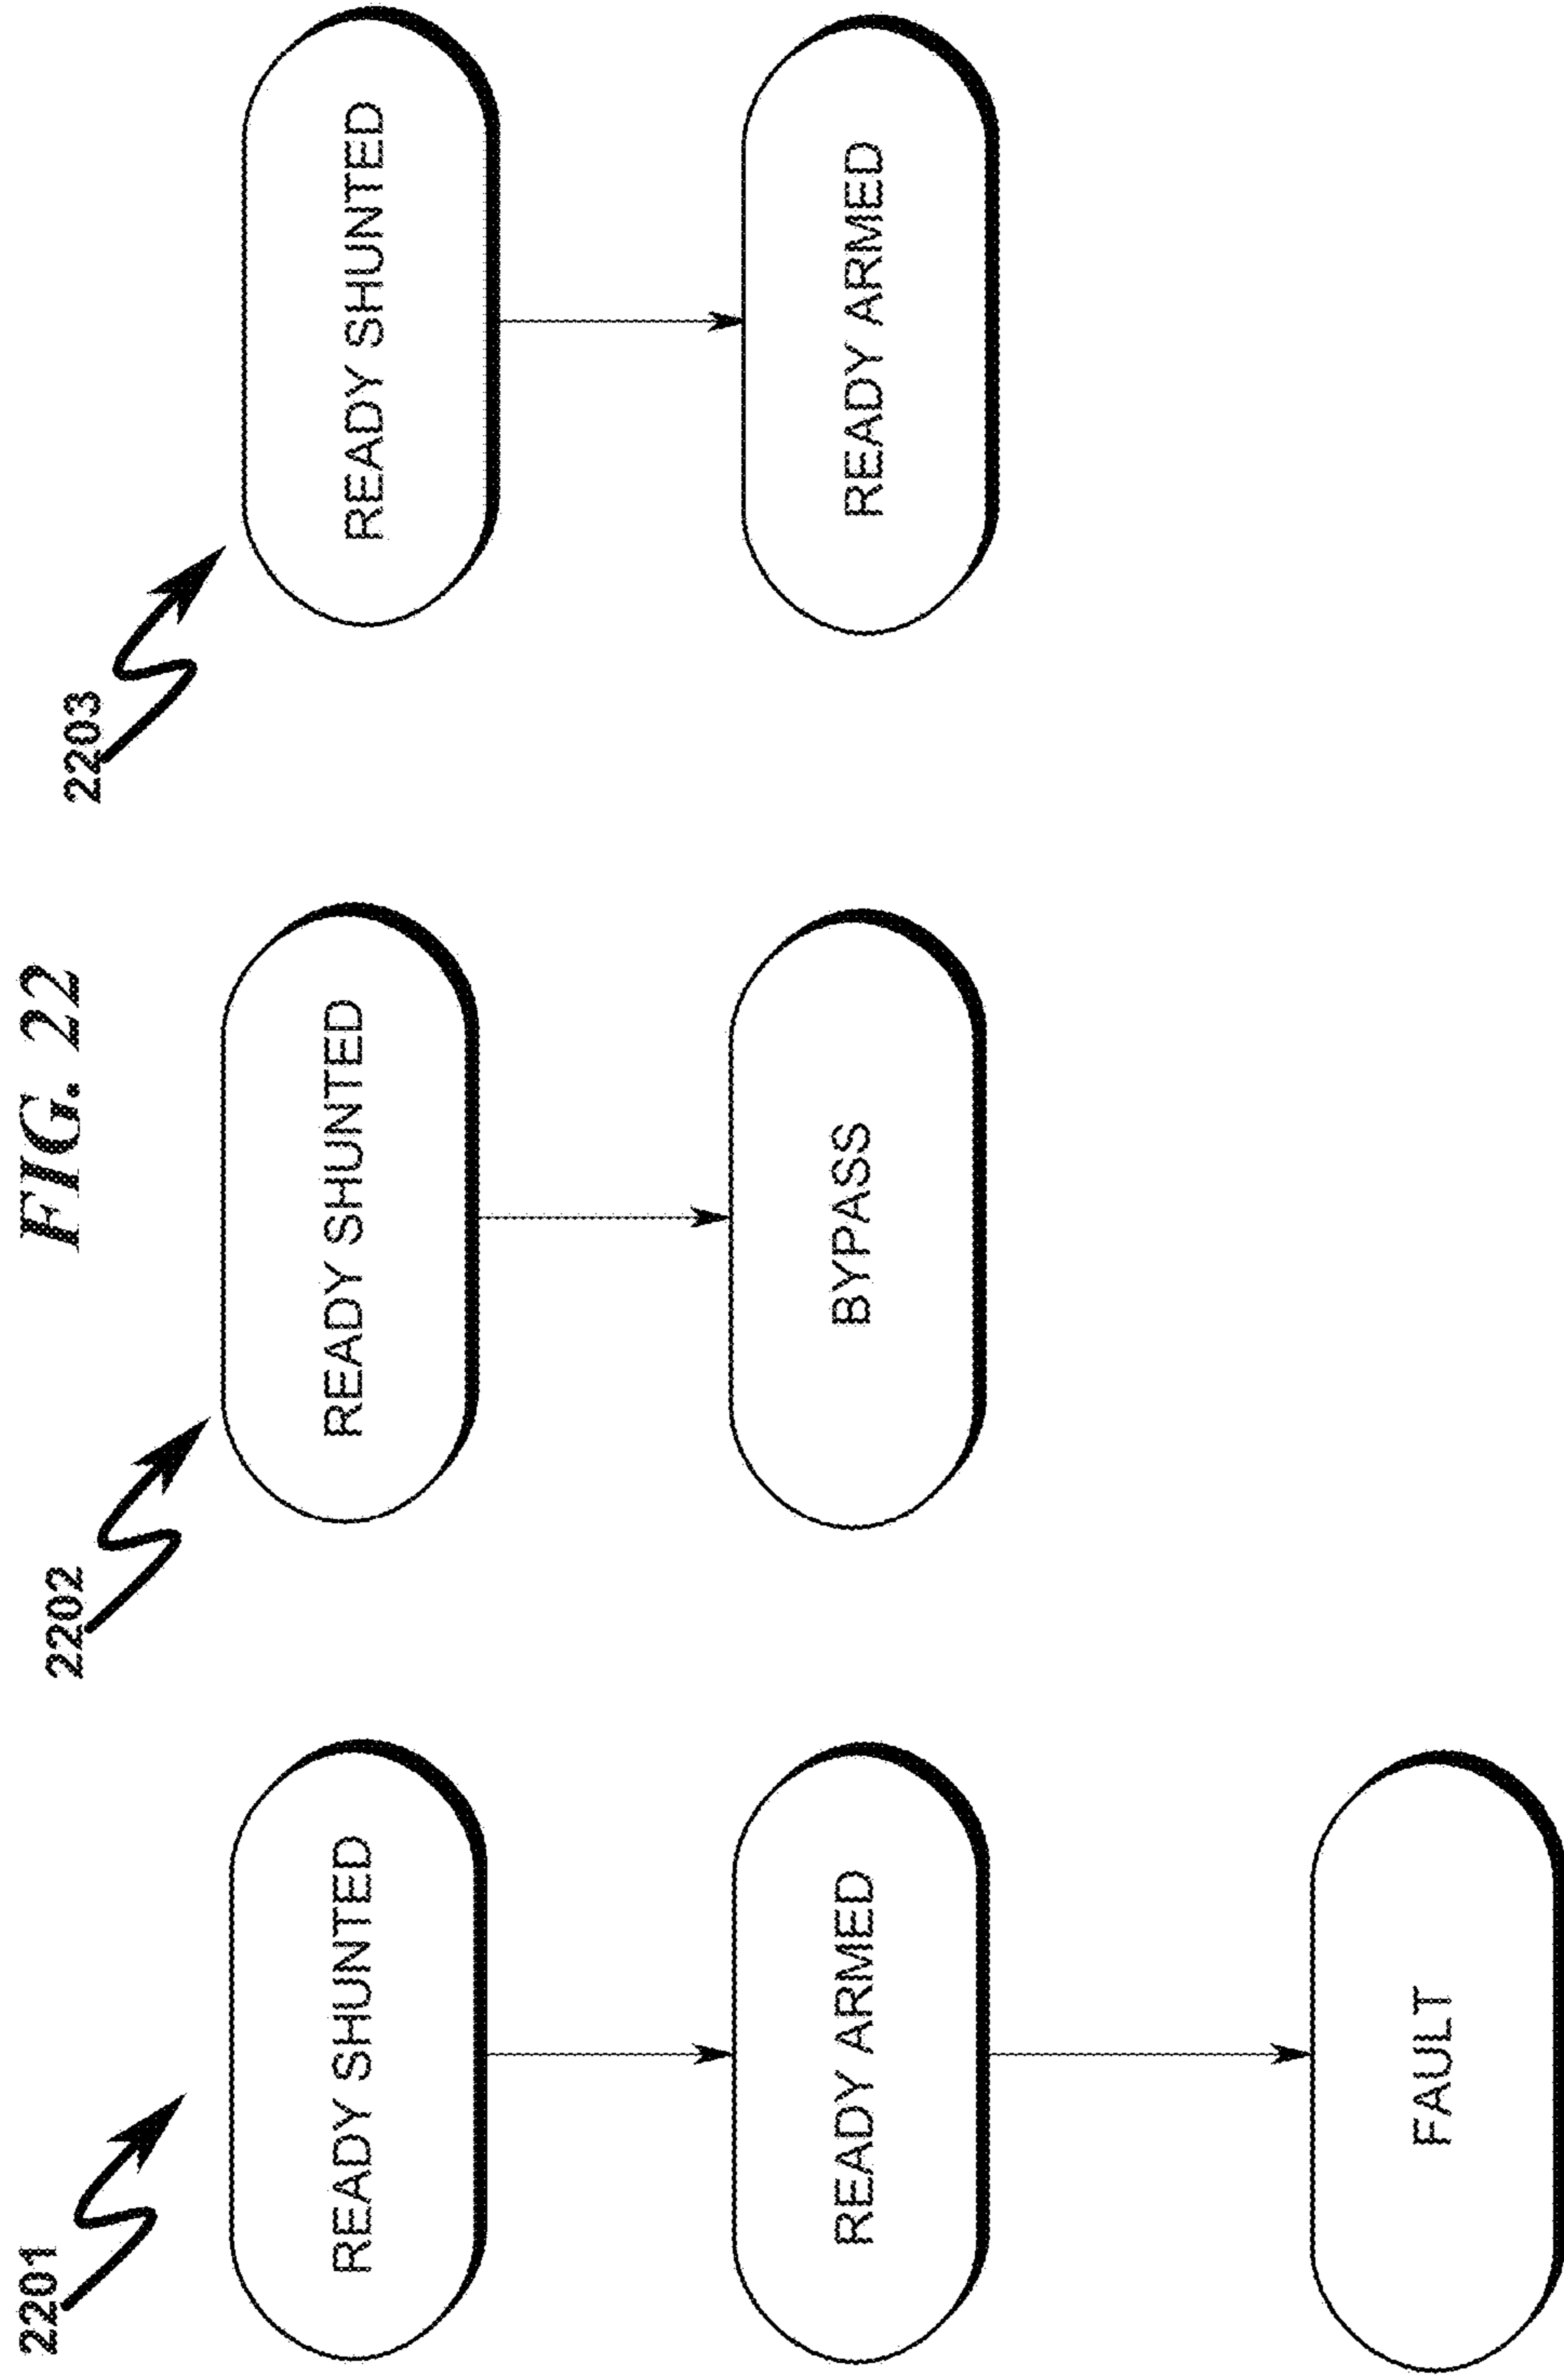 FIG. 22
2201
READY SHUNTED
READY ARMED
FAULT
2202
READY SHUNTED
BYPASS
2203
READY SHUNTED
READY ARMED